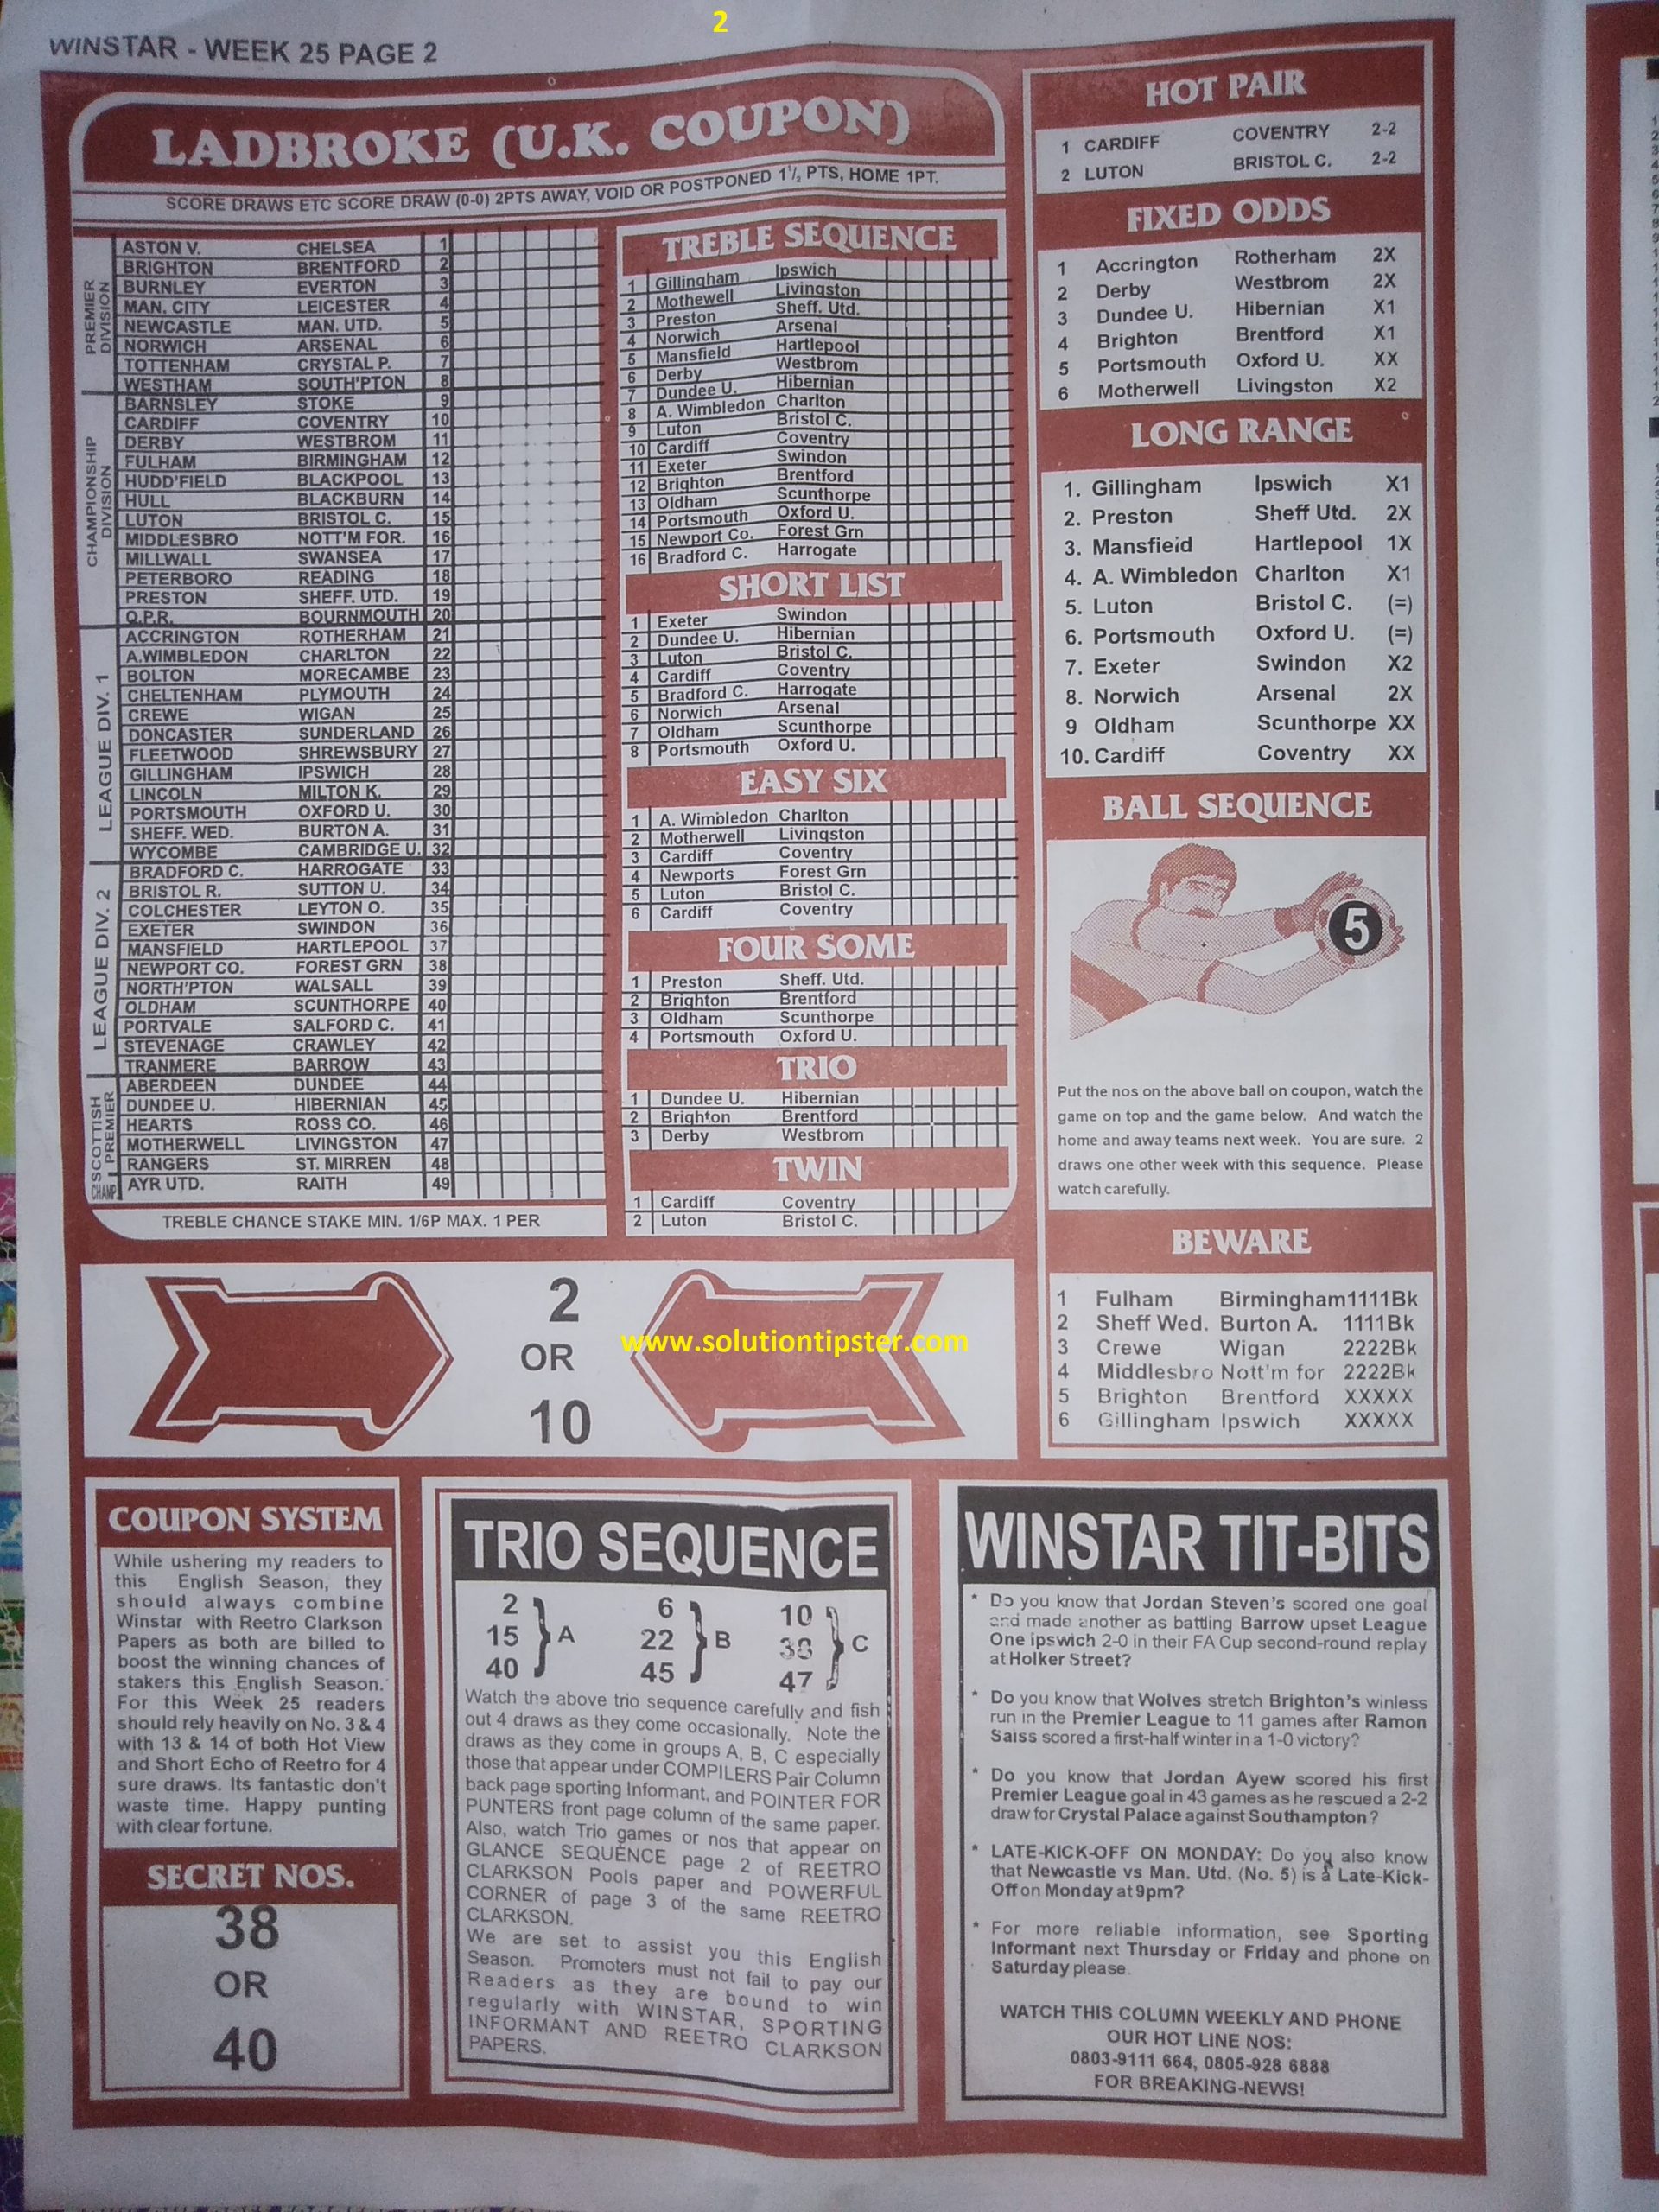 2
WINSTAR - WEEK 25 PAGE 2
LADBROKE (U.K. COUPON)
SCORE DRAWS ETC SCORE DRAW (0-0) 2PTS AWAY, VOID OR POSTPONED 1½ PTS, HOME 1PT.
PREMIER DIVISION
ASTON V. CHELSEA 1
BRIGHTON BRENTFORD 2
BURNLEY EVERTON 3
MAN. CITY LEICESTER 4
NEWCASTLE MAN. UTD. 5
NORWICH ARSENAL 6
TOTTENHAM CRYSTAL P. 7
WESTHAM SOUTH'PTON 8
CHAMPIONSHIP DIVISION
BARNSLEY STOKE 9
CARDIFF COVENTRY 10
DERBY WESTBROM 11
FULHAM BIRMINGHAM 12
HUDD'FIELD BLACKPOOL 13
HULL BLACKBURN 14
LUTON BRISTOL C. 15
MIDDLESBRO NOTT'M FOR. 16
MILLWALL SWANSEA 17
PETERBORO READING 18
PRESTON SHEFF. UTD. 19
Q.P.R. BOURNMOUTH 20
LEAGUE DIV. 1
ACCRINGTON ROTHERHAM 21
A.WIMBLEDON CHARLTON 22
BOLTON MORECAMBE 23
CHELTENHAM PLYMOUTH 24
CREWE WIGAN 25
DONCASTER SUNDERLAND 26
FLEETWOOD SHREWSBURY 27
GILLINGHAM IPSWICH 28
LINCOLN MILTON K. 29
PORTSMOUTH OXFORD U. 30
SHEFF. WED. BURTON A. 31
WYCOMBE CAMBRIDGE U. 32
LEAGUE DIV. 2
BRADFORD C. HARROGATE 33
BRISTOL R. SUTTON U. 34
COLCHESTER LEYTON O. 35
EXETER SWINDON 36
MANSFIELD HARTLEPOOL 37
NEWPORT CO. FOREST GRN 38
NORTH'PTON WALSALL 39
OLDHAM SCUNTHORPE 40
PORTVALE SALFORD C. 41
STEVENAGE CRAWLEY 42
TRANMERE BARROW 43
SCOTTISH PREMIER
ABERDEEN DUNDEE 44
DUNDEE U. HIBERNIAN 45
HEARTS ROSS CO. 46
MOTHERWELL LIVINGSTON 47
RANGERS ST. MIRREN 48
CHAMP.
AYR UTD. RAITH 49
TREBLE CHANCE STAKE MIN. 1/6P MAX. 1 PER
TREBLE SEQUENCE
1 Gillingham Ipswich
2 Mothewell Livingston
3 Preston Sheff. Utd.
4 Norwich Arsenal
5 Mansfield Hartlepool
6 Derby Westbrom
7 Dundee U. Hibernian
8 A. Wimbledon Charlton
9 Luton Bristol C.
10 Cardiff Coventry
11 Exeter Swindon
12 Brighton Brentford
13 Oldham Scunthorpe
14 Portsmouth Oxford U.
15 Newport Co. Forest Grn
16 Bradford C. Harrogate
SHORT LIST
1 Exeter Swindon
2 Dundee U. Hibernian
3 Luton Bristol C.
4 Cardiff Coventry
5 Bradford C. Harrogate
6 Norwich Arsenal
7 Oldham Scunthorpe
8 Portsmouth Oxford U.
EASY SIX
1 A. Wimbledon Charlton
2 Motherwell Livingston
3 Cardiff Coventry
4 Newports Forest Grn
5 Luton Bristol C.
6 Cardiff Coventry
FOUR SOME
1 Preston Sheff. Utd.
2 Brighton Brentford
3 Oldham Scunthorpe
4 Portsmouth Oxford U.
TRIO
1 Dundee U. Hibernian
2 Brighton Brentford
3 Derby Westbrom
TWIN
1 Cardiff Coventry
2 Luton Bristol C.
HOT PAIR
1 CARDIFF COVENTRY 2-2
2 LUTON BRISTOL C. 2-2
FIXED ODDS
1 Accrington Rotherham 2X
2 Derby Westbrom 2X
3 Dundee U. Hibernian X1
4 Brighton Brentford X1
5 Portsmouth Oxford U. XX
6 Motherwell Livingston X2
LONG RANGE
1. Gillingham Ipswich X1
2. Preston Sheff Utd. 2X
3. Mansfield Hartlepool 1X
4. A. Wimbledon Charlton X1
5. Luton Bristol C. (=)
6. Portsmouth Oxford U. (=)
7. Exeter Swindon X2
8. Norwich Arsenal 2X
9 Oldham Scunthorpe XX
10. Cardiff Coventry XX
BALL SEQUENCE
5
Put the nos on the above ball on coupon, watch the
game on top and the game below. And watch the
home and away teams next week. You are sure. 2
draws one other week with this sequence. Please
watch carefully.
BEWARE
1 Fulham Birmingham1111Bk
2 Sheff Wed. Burton A. 1111Bk
3 Crewe Wigan 2222Bk
4 Middlesbro Nott'm for 2222Bk
5 Brighton Brentford XXXXX
6 Gillingham Ipswich XXXXX
2
OR
10
www.solutiontipster.com
COUPON SYSTEM
While ushering my readers to
this English Season, they
should always combine
Winstar with Reetro Clarkson
Papers as both are billed to
boost the winning chances of
stakers this English Season.
For this Week 25 readers
should rely heavily on No. 3 & 4
with 13 & 14 of both Hot View
and Short Echo of Reetro for 4
sure draws. Its fantastic don't
waste time. Happy punting
with clear fortune.
SECRET NOS.
38
OR
40
TRIO SEQUENCE
2 15 40 } A
6 22 45 } B
10 38 47 } C
Watch the above trio sequence carefully and fish
out 4 draws as they come occasionally. Note the
draws as they come in groups A, B, C especially
those that appear under COMPILERS Pair Column
back page sporting Informant, and POINTER FOR
PUNTERS front page column of the same paper.
Also, watch Trio games or nos that appear on
GLANCE SEQUENCE page 2 of REETRO
CLARKSON Pools paper and POWERFUL
CORNER of page 3 of the same REETRO
CLARKSON.
We are set to assist you this English
Season. Promoters must not fail to pay our
Readers as they are bound to win
regularly with WINSTAR, SPORTING
INFORMANT AND REETRO CLARKSON
PAPERS.
WINSTAR TIT-BITS
* Do you know that Jordan Steven's scored one goal
and made another as battling Barrow upset League
One ipswich 2-0 in their FA Cup second-round replay
at Holker Street?
* Do you know that Wolves stretch Brighton's winless
run in the Premier League to 11 games after Ramon
Saiss scored a first-half winter in a 1-0 victory?
* Do you know that Jordan Ayew scored his first
Premier League goal in 43 games as he rescued a 2-2
draw for Crystal Palace against Southampton?
* LATE-KICK-OFF ON MONDAY: Do you also know
that Newcastle vs Man. Utd. (No. 5) is a Late-Kick-
Off on Monday at 9pm?
* For more reliable information, see Sporting
Informant next Thursday or Friday and phone on
Saturday please.
WATCH THIS COLUMN WEEKLY AND PHONE
OUR HOT LINE NOS:
0803-9111 664, 0805-928 6888
FOR BREAKING-NEWS!